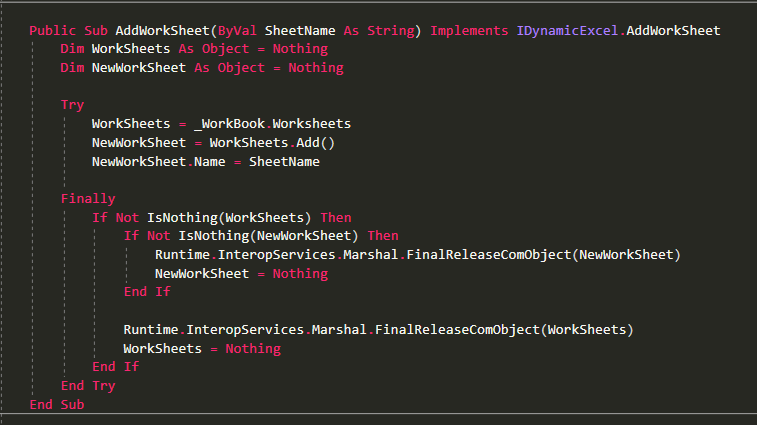 Public Sub AddWorkSheet(ByVal SheetName As String) Implements IDynamicExcel.AddWorkSheet
Dim WorkSheets As Object = Nothing
Dim NewWorkSheet As Object = Nothing
Try
WorkSheets = _WorkBook.Worksheets
NewWorkSheet = WorkSheets.Add()
NewWorkSheet.Name = SheetName
Finally
If Not IsNothing(WorkSheets) Then
If Not IsNothing(NewWorkSheet) Then
Runtime.InteropServices.Marshal.FinalReleaseComObject(NewWorkSheet)
NewWorkSheet = Nothing
End If
Runtime.InteropServices.Marshal.FinalReleaseComObject(WorkSheets)
WorkSheets = Nothing
End If
End Try
End Sub